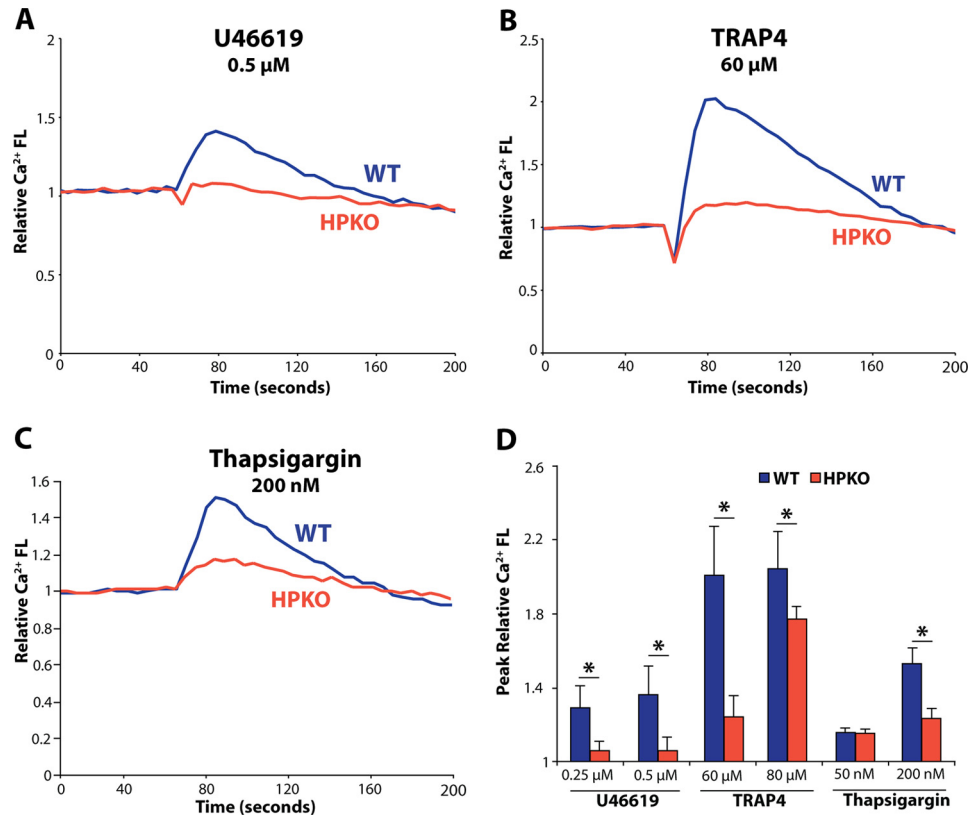 A
U46619
0.5 μM
2
1.5
1
0.5
0
Relative Ca²⁺ FL
WT
HPKO
0 40 80 120 160 200
Time (seconds)
B
TRAP4
60 μM
2.5
2
1.5
1
0.5
0
Relative Ca²⁺ FL
WT
HPKO
0 40 80 120 160 200
Time (seconds)
C
Thapsigargin
200 nM
1.6
1.4
1.2
1
0.8
0.6
0.4
0.2
0
Relative Ca²⁺ FL
WT
HPKO
0 40 80 120 160 200
Time (seconds)
D
2.6
2.2
1.8
1.4
1
Peak Relative Ca²⁺ FL
WT HPKO
* * * * *
0.25 μM 0.5 μM 60 μM 80 μM 50 nM 200 nM
U46619 TRAP4 Thapsigargin